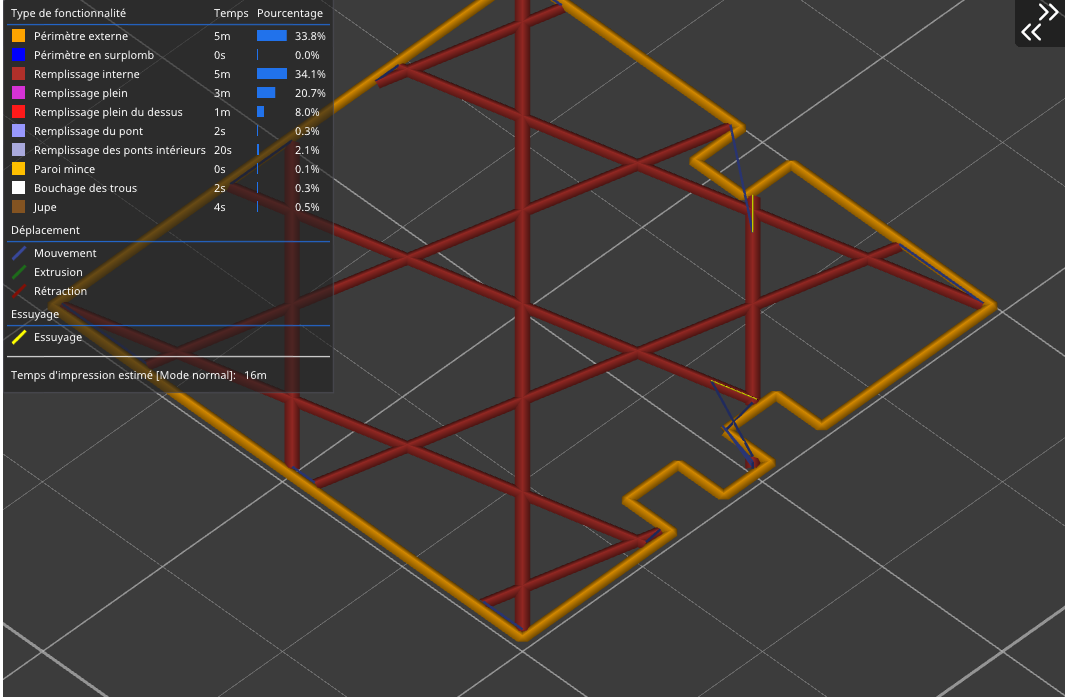 Type de fonctionnalité Temps Pourcentage
Périmètre externe 5m 33.8%
Périmètre en surplomb 0s 0.0%
Remplissage interne 5m 34.1%
Remplissage plein 3m 20.7%
Remplissage plein du dessus 1m 8.0%
Remplissage du pont 2s 0.3%
Remplissage des ponts intérieurs 20s 2.1%
Paroi mince 0s 0.1%
Bouchage des trous 2s 0.3%
Jupe 4s 0.5%
Déplacement
Mouvement
Extrusion
Rétraction
Essuyage
Essuyage
Temps d'impression estimé [Mode normal]: 16m